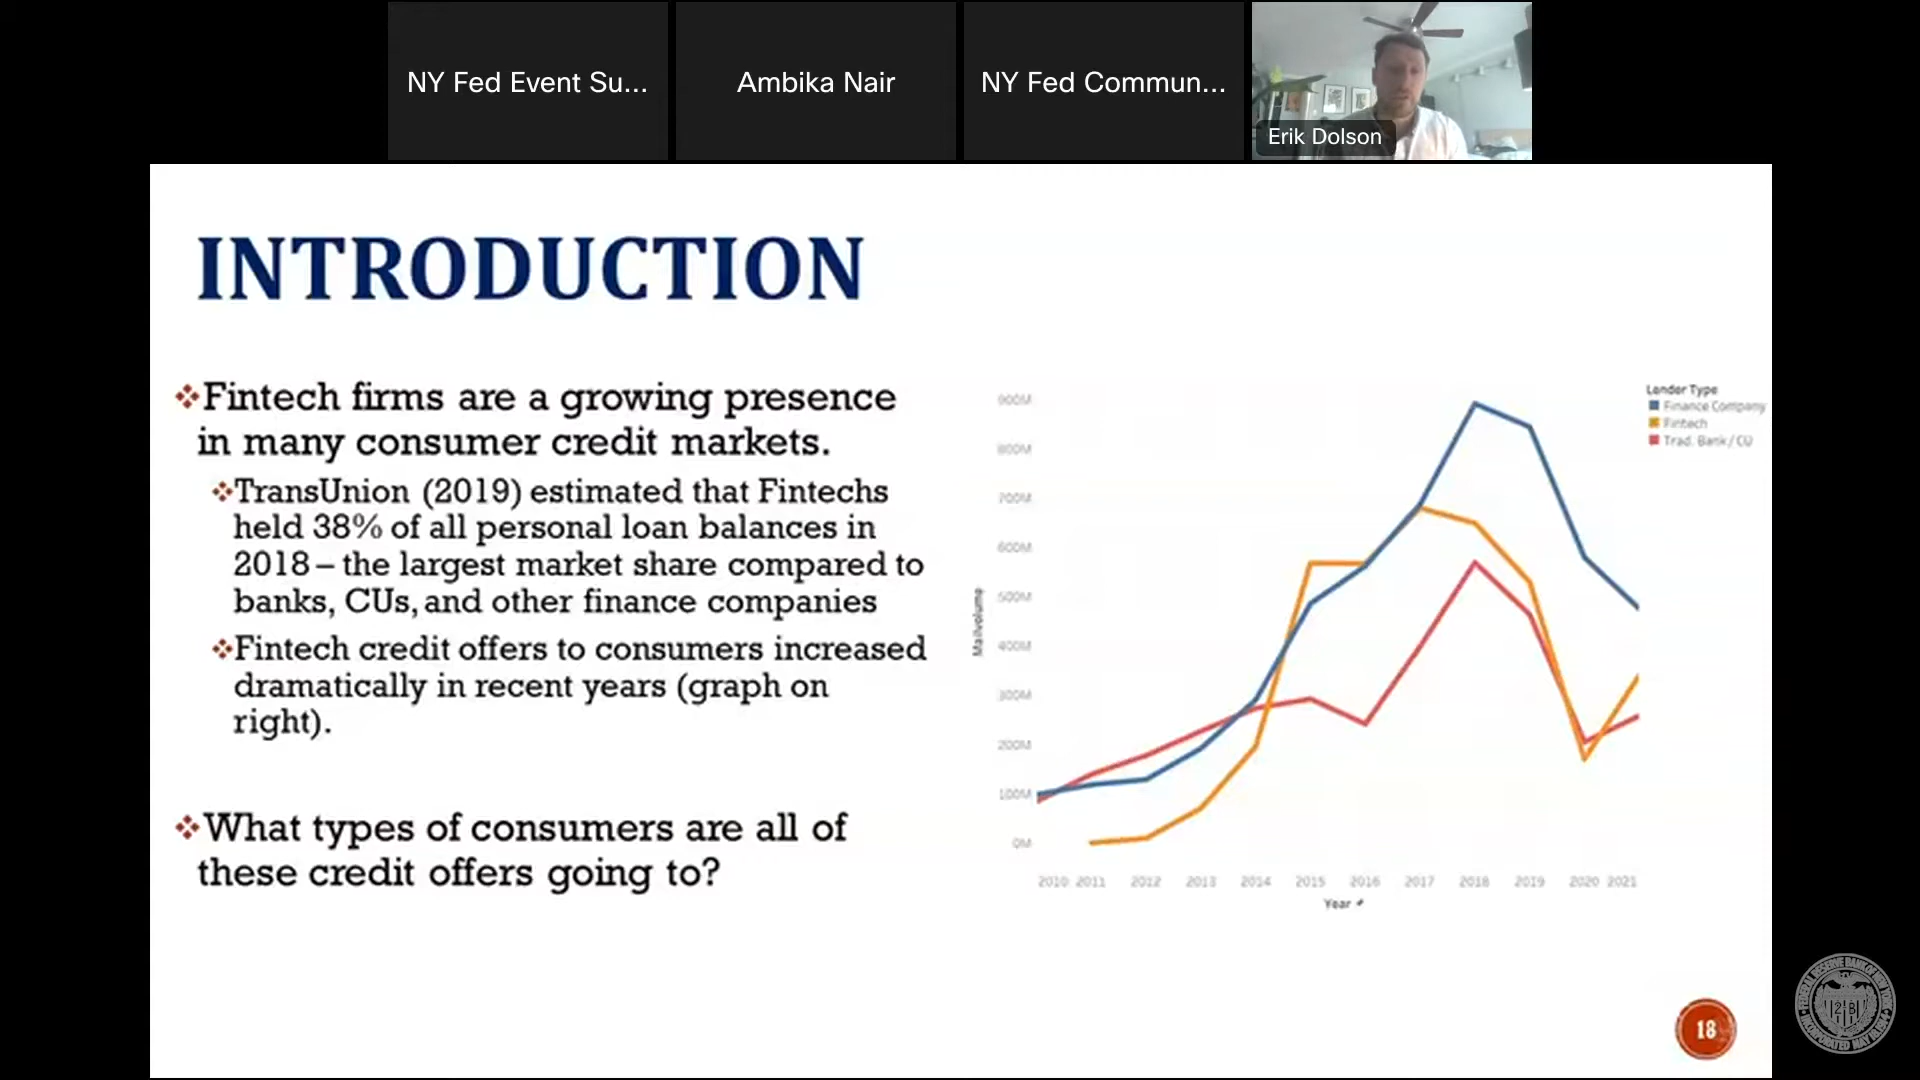 NY Fed Event Su...
Ambika Nair
NY Fed Commun...
Erik Dolson
INTRODUCTION
❖Fintech firms are a growing presence
in many consumer credit markets.
❖TransUnion (2019) estimated that Fintechs
held 38% of all personal loan balances in
2018 – the largest market share compared to
banks, CUs, and other finance companies
❖Fintech credit offers to consumers increased
dramatically in recent years (graph on
right).
❖What types of consumers are all of
these credit offers going to?
Lender Type
Finance Company
Fintech
Trad. Bank / CU
Mailvolume
900M
800M
700M
600M
500M
400M
300M
200M
100M
0M
2010 2011 2012 2013 2014 2015 2016 2017 2018 2019 2020 2021
Year
18